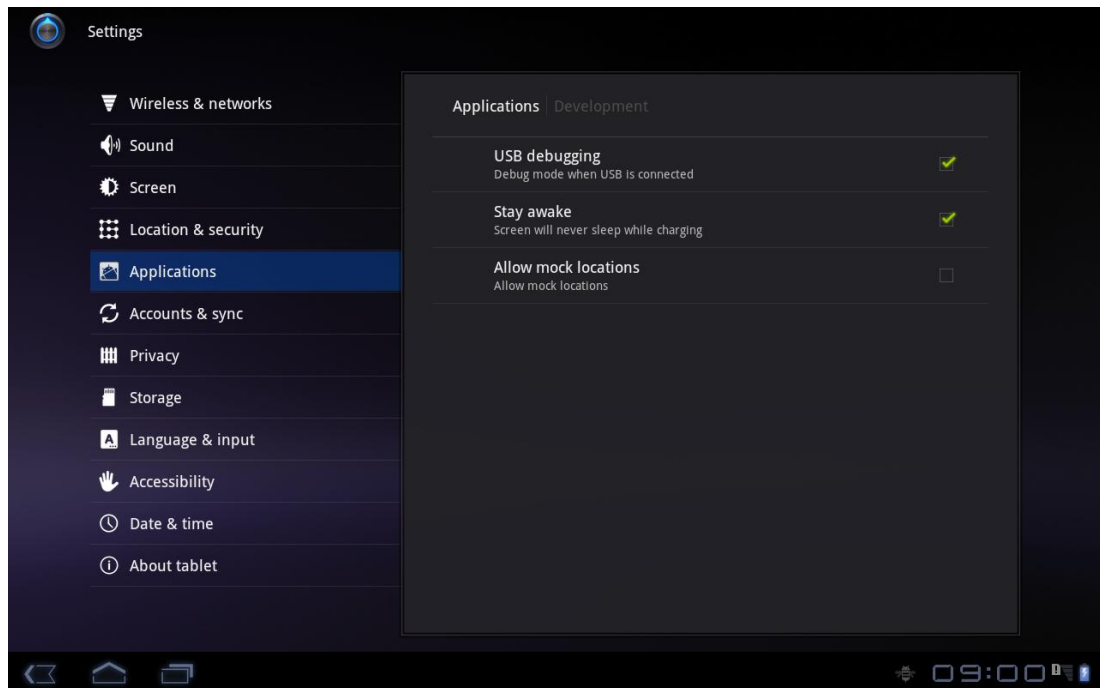 Settings
Wireless & networks
Sound
Screen
Location & security
Applications
Accounts & sync
Privacy
Storage
Language & input
Accessibility
Date & time
About tablet
Applications Development
USB debugging
Debug mode when USB is connected
Stay awake
Screen will never sleep while charging
Allow mock locations
Allow mock locations
09:00